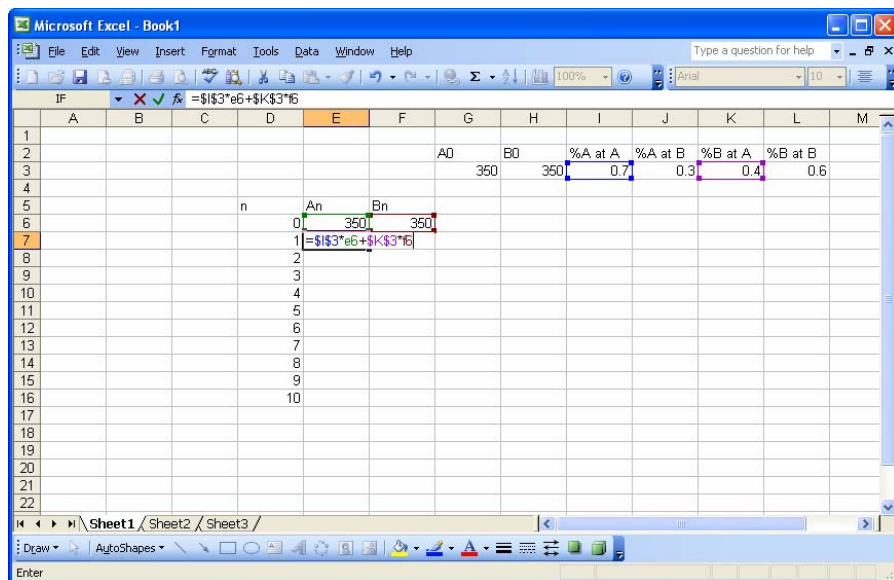 Microsoft Excel - Book1
File Edit View Insert Format Tools Data Window Help Type a question for help
100% Arial 10
IF fx =$I$3*e6+$K$3*f6
A B C D E F G H I J K L M
1
2 A0 B0 %A at A %A at B %B at A %B at B
3 350 350 0.7 0.3 0.4 0.6
4
5 n An Bn
6 0 350 350
7 1 =$I$3*e6+$K$3*f6
8 2
9 3
10 4
11 5
12 6
13 7
14 8
15 9
16 10
17
18
19
20
21
22
Sheet1 / Sheet2 / Sheet3 /
Draw AutoShapes
Enter